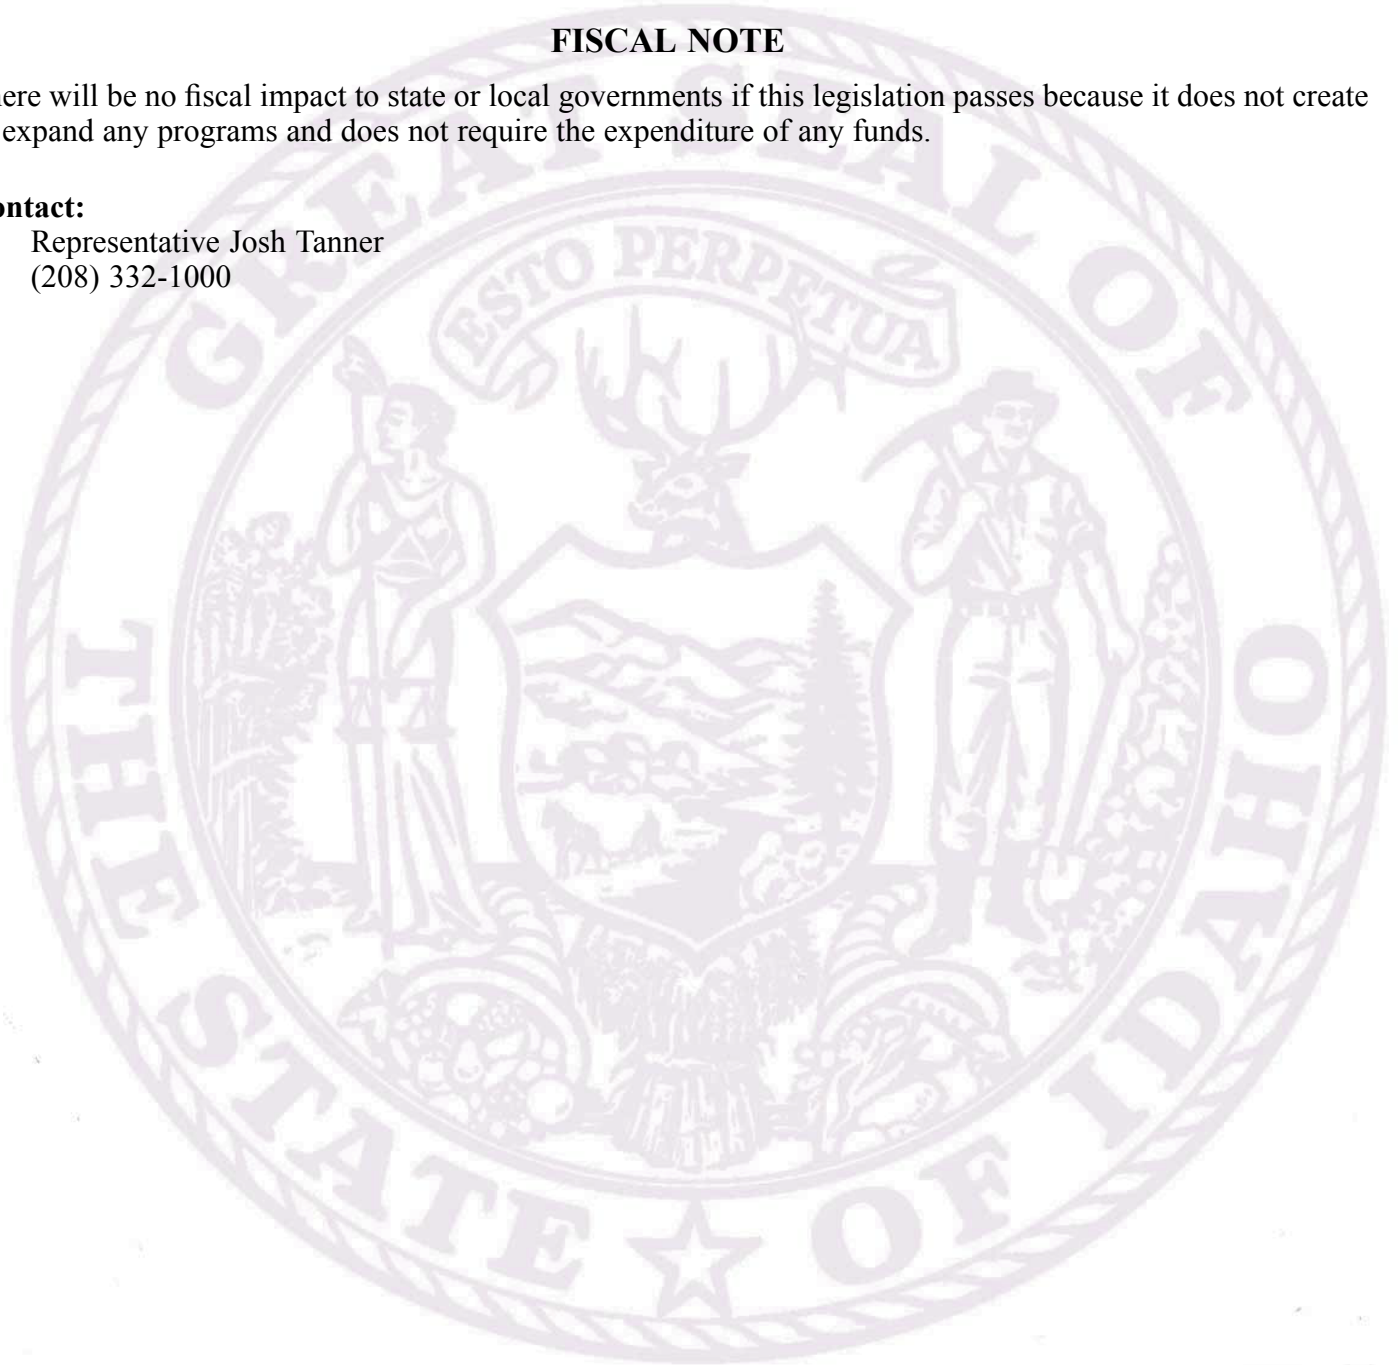 FISCAL NOTE
here will be no fiscal impact to state or local governments if this legislation passes because it does not create
expand any programs and does not require the expenditure of any funds.
ontact:
Representative Josh Tanner
(208) 332-1000
GREAT SEAL OF
ESTO PERPETUA
THE
STATE OF IDAHO